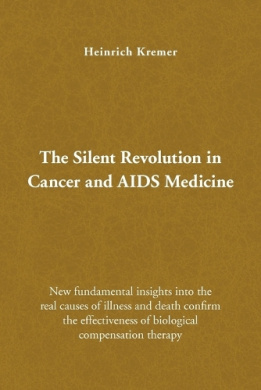 Heinrich Kremer
The Silent Revolution in
Cancer and AIDS Medicine
New fundamental insights into the
real causes of illness and death confirm
the effectiveness of biological
compensation therapy